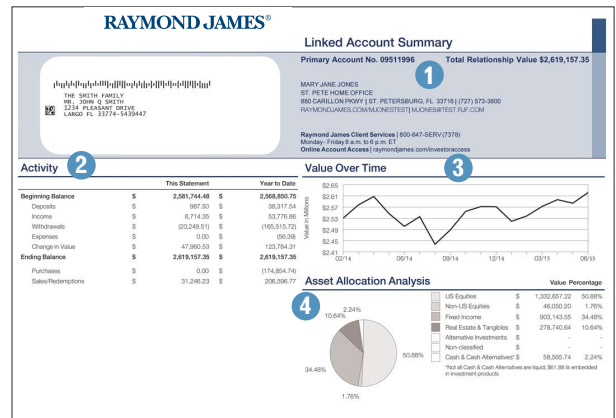 RAYMOND JAMES®
Linked Account Summary
Primary Account No. 09511996 Total Relationship Value $2,619,157.35
1
THE SMITH FAMILY
MR. JOHN Q SMITH
1234 PLEASANT DRIVE
LARGO FL 33774-5439447
MARY JANE JONES
ST. PETE HOME OFFICE
880 CARILLON PKWY | ST. PETERSBURG, FL 33716 | (727) 573-3800
RAYMONDJAMES.COM/MJONESTEST| MJONES@TEST.RJF.COM
Raymond James Client Services | 800-647-SERV (7378)
Monday- Friday 8 a.m. to 6 p.m. ET
Online Account Access | raymondjames.com/investoraccess
Activity 2
This Statement Year to Date
Beginning Balance $ 2,581,744.48 $ 2,568,850.75
Deposits $ 987.50 $ 38,317.54
Income $ 8,714.35 $ 53,776.86
Withdrawals $ (20,249.51) $ (165,515.72)
Expenses $ 0.00 $ (56.39)
Change in Value $ 47,960.53 $ 123,784.31
Ending Balance $ 2,619,157.35 $ 2,619,157.35
Purchases $ 0.00 $ (174,854.74)
Sales/Redemptions $ 31,246.23 $ 206,596.77
Value Over Time 3
Value in Millions
$2.65
$2.61
$2.57
$2.53
$2.49
$2.45
$2.41
02/14 06/14 09/14 12/14 03/15 06/15
Asset Allocation Analysis Value Percentage
4
2.24%
10.64%
50.88%
34.48%
1.76%
US Equities $ 1,332,657.22 50.88%
Non-US Equities $ 46,050.20 1.76%
Fixed Income $ 903,143.55 34.48%
Real Estate & Tangibles $ 278,740.64 10.64%
Alternative Investments $ - -
Non-classified $ - -
Cash & Cash Alternatives* $ 58,565.74 2.24%
*Not all Cash & Cash Alternatives are liquid; $61.88 is embedded
in investment products